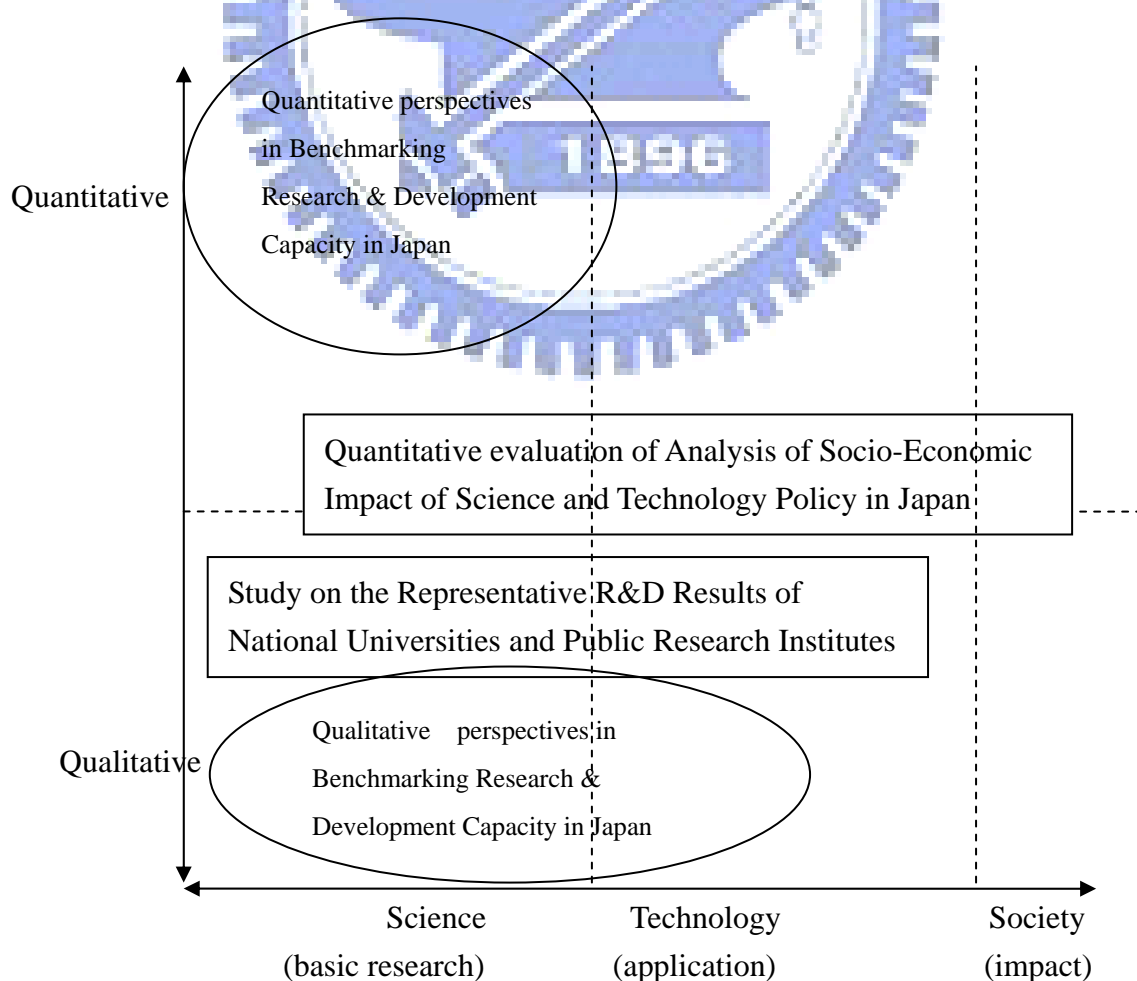 Quantitative perspectives
in Benchmarking
1896
Quantitative
Research & Development
Capacity in Japan
Quantitative evaluation of Analysis of Socio-Economic
Impact of Science and Technology Policy in Japan
Study on the Representative R&D Results of
National Universities and Public Research Institutes
Qualitative perspectives in
Qualitative
Benchmarking Research &
Development Capacity in Japan
Science Technology Society
(basic research) (application) (impact)